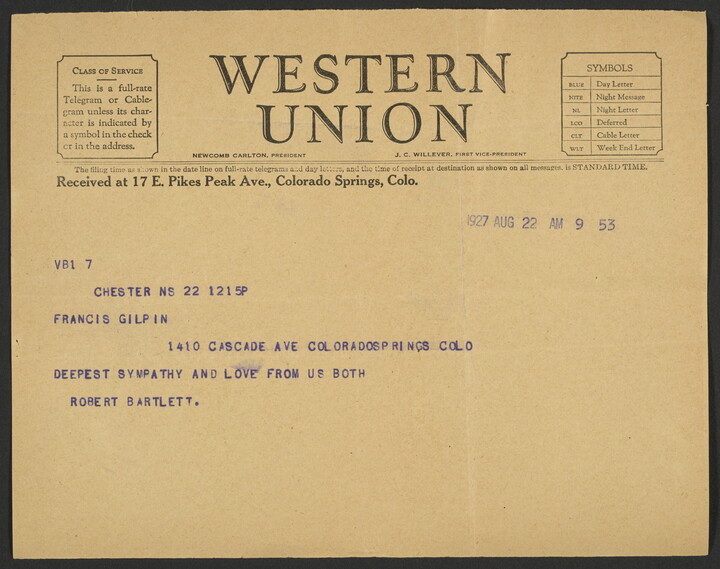 CLASS OF SERVICE
This is a full-rate
Telegram or Cable-
gram unless its char-
acter is indicated by
a symbol in the check
or in the address.
WESTERN
UNION
NEWCOMB CARLTON, PRESIDENT
J. C. WILLEVER, FIRST VICE-PRESIDENT
SYMBOLS
BLUE Day Letter
NITE Night Message
NL Night Letter
LCO Deferred
CLT Cable Letter
WLT Week End Letter
The filing time as shown in the date line on full-rate telegrams and day letters, and the time of receipt at destination as shown on all messages, is STANDARD TIME.
Received at 17 E. Pikes Peak Ave., Colorado Springs, Colo.
1927 AUG 22 AM 9 53
VB1 7
CHESTER NS 22 1215P
FRANCIS GILPIN
1410 CASCADE AVE COLORADOSPRINGS COLO
DEEPEST SYMPATHY AND LOVE FROM US BOTH
ROBERT BARTLETT.